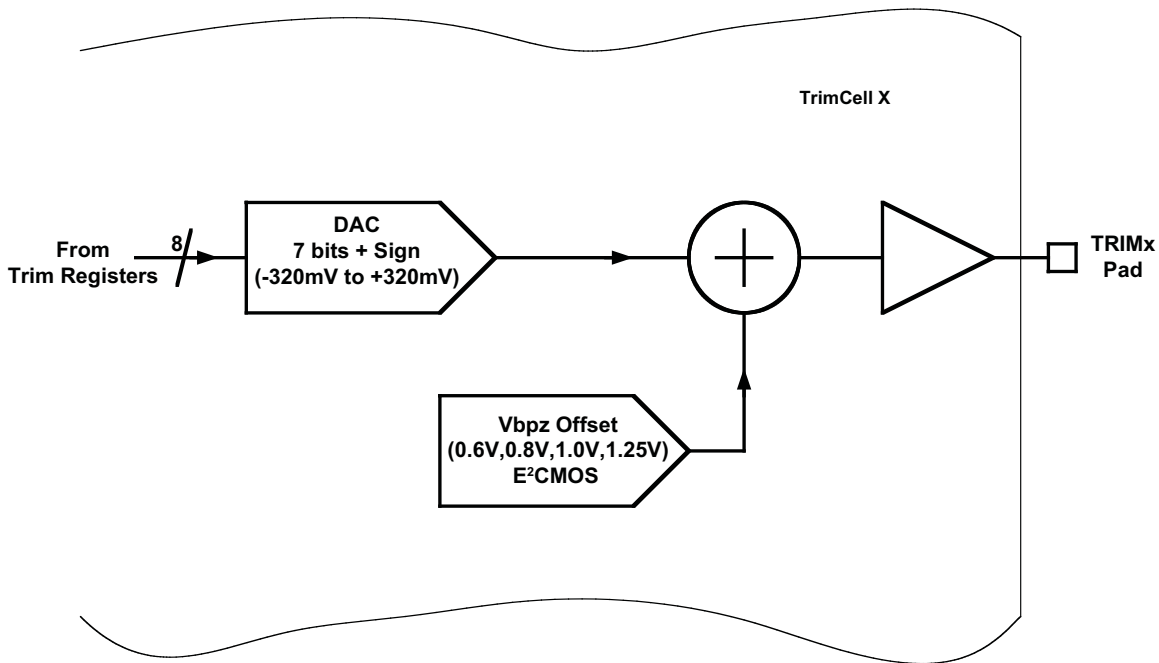 TrimCell X
From
Trim Registers
8
DAC
7 bits + Sign
(-320mV to +320mV)
TRIMx
Pad
Vbpz Offset
(0.6V,0.8V,1.0V,1.25V)
E²CMOS